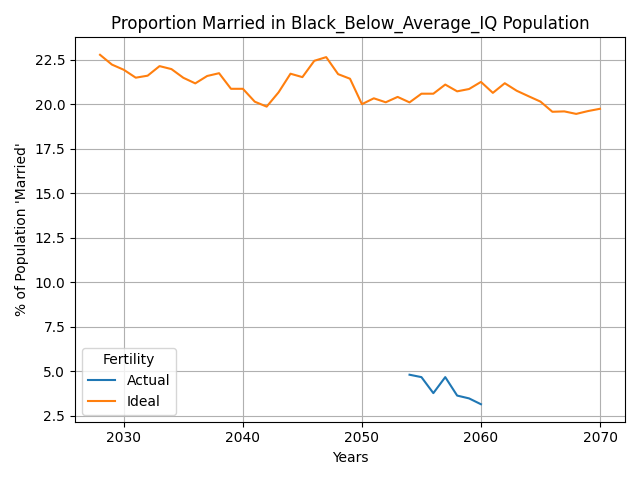 Proportion Married in Black_Below_Average_IQ Population
% of Population 'Married'
22.5
20.0
17.5
15.0
12.5
10.0
7.5
5.0
2.5
Fertility
Actual
Ideal
2030 2040 2050 2060 2070
Years